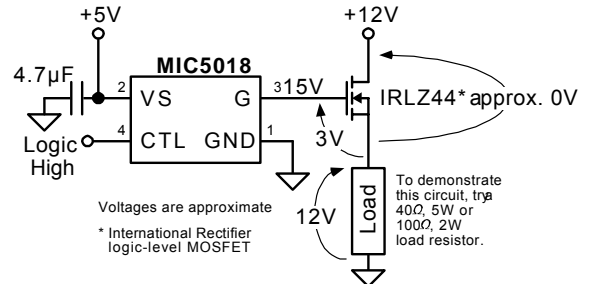 +5V
+12V
4.7µF
MIC5018
2
VS
G
3
15V
IRLZ44* approx. 0V
4
CTL
GND
1
Logic
High
3V
Load
12V
To demonstrate
this circuit, try a
40Ω, 5W or
100Ω, 2W
load resistor.
Voltages are approximate
* International Rectifier
logic-level MOSFET